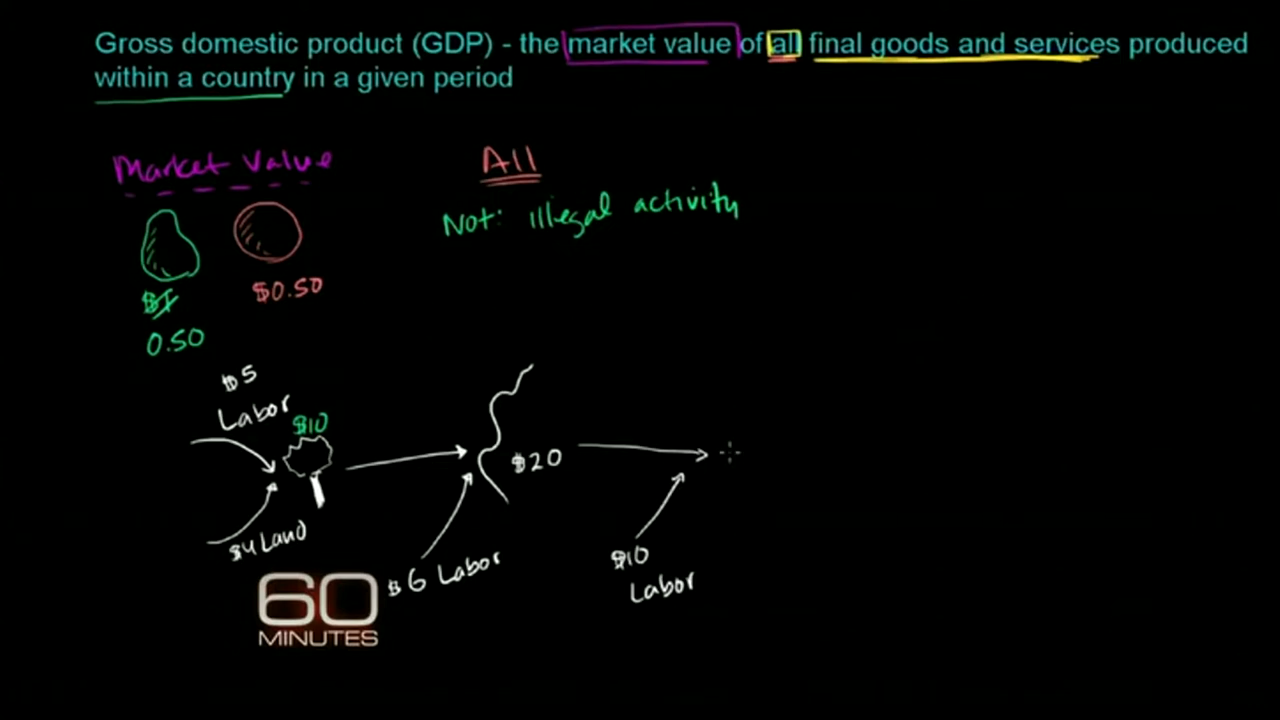 Gross domestic product (GDP) - the market value of all final goods and services produced
within a country in a given period
Market Value
All
Not: illegal activity
$1
$0.50
0.50
$5
Labor
$10
$20
$4 Land
$6 Labor
$10
Labor
60
MINUTES